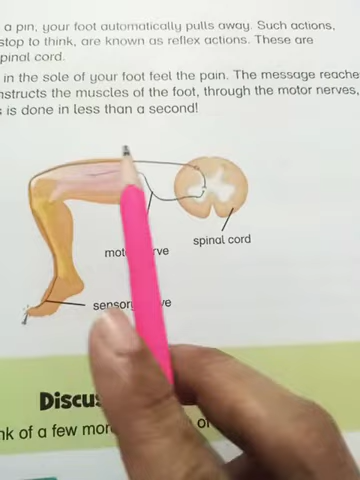 a pin, your foot automatically pulls away. Such actions,
stop to think, are known as reflex actions. These are
pinal cord.
in the sole of your foot feel the pain. The message reache
nstructs the muscles of the foot, through the motor nerves,
s is done in less than a second!
spinal cord
mot rve
sensory ve
Discus
nk of a few mor or